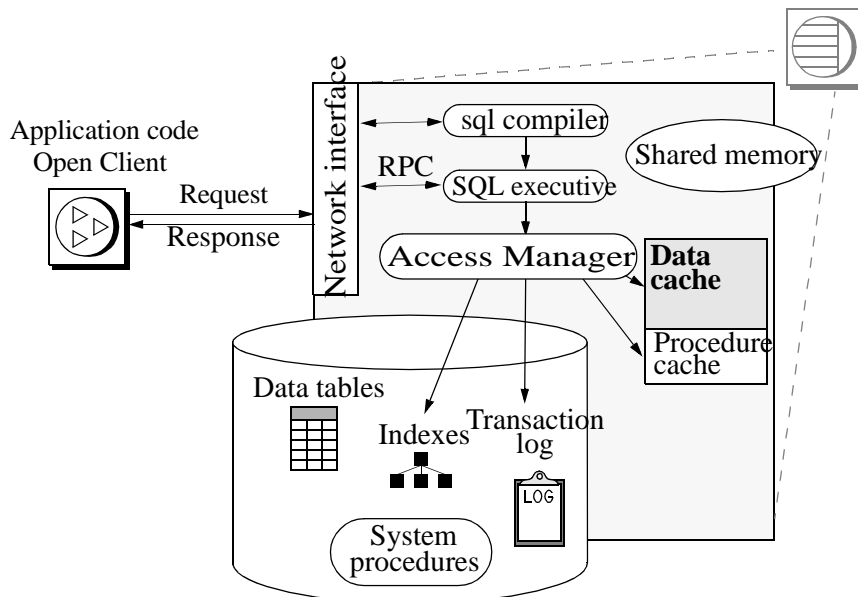 Application code
Open Client
Request
Response
Network interface
sql compiler
RPC
SQL executive
Shared memory
Access Manager
Data
cache
Procedure
cache
Data tables
Indexes
Transaction
log
LOG
System
procedures